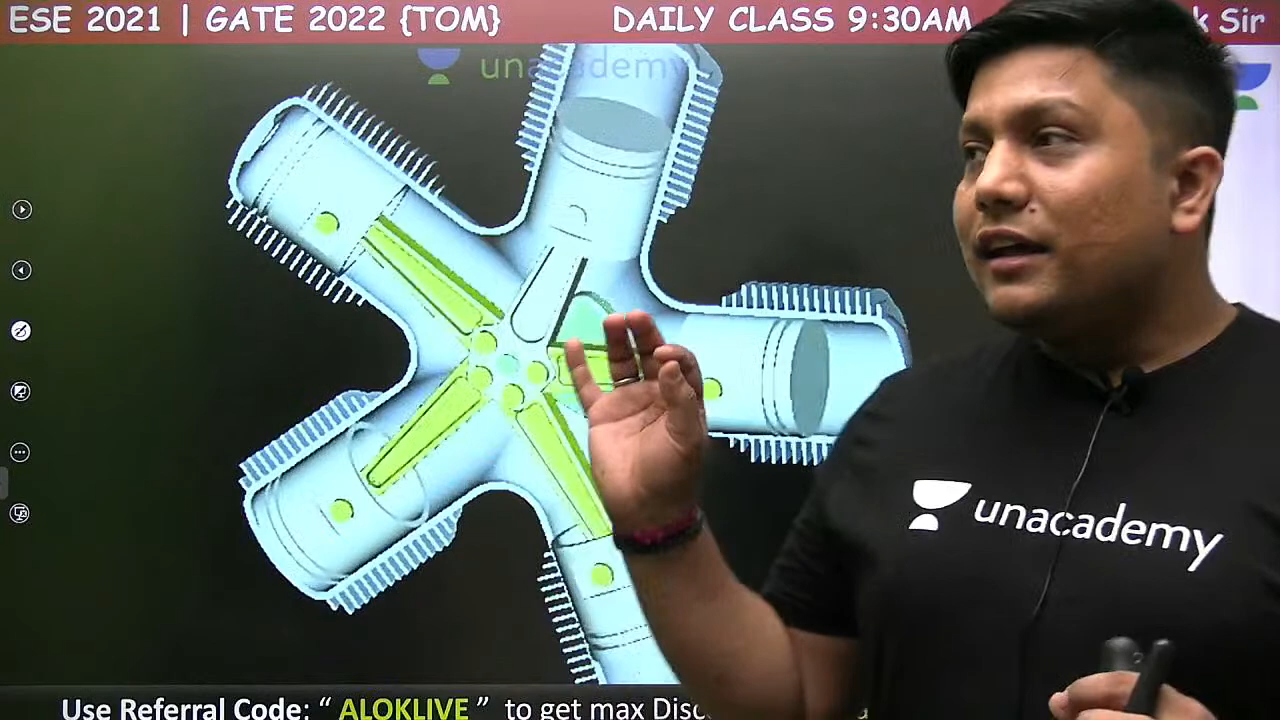 ESE 2021 | GATE 2022 {TOM} DAILY CLASS 9:30AM Sir
unacademy
unacademy
Use Referral Code: “ ALOKLIVE ” to get max